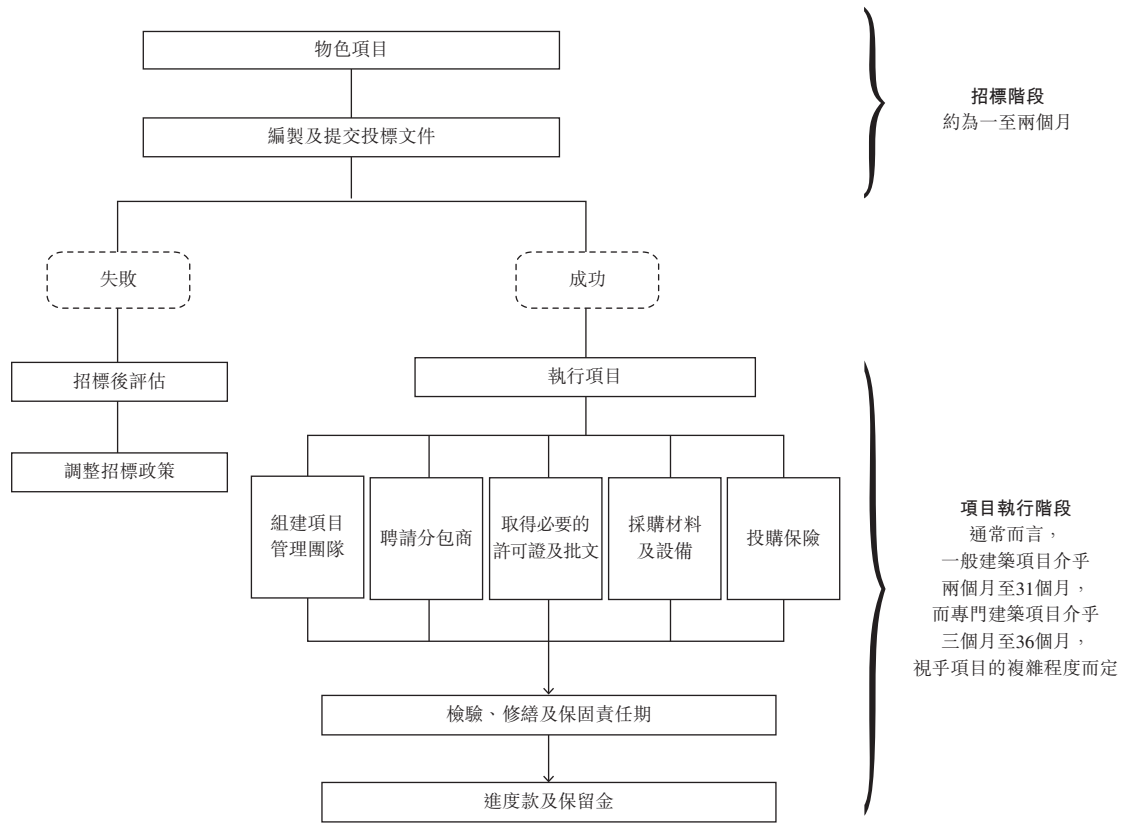 物色項目
招標階段
約為一至兩個月
編製及提交投標文件
失敗
成功
招標後評估
執行項目
調整招標政策
組建項目
管理團隊
聘請分包商
取得必要的
許可證及批文
採購材料
及設備
投購保險
項目執行階段
通常而言，
一般建築項目介乎
兩個月至31個月，
而專門建築項目介乎
三個月至36個月，
視乎項目的複雜程度而定
檢驗、修繕及保固責任期
進度款及保留金